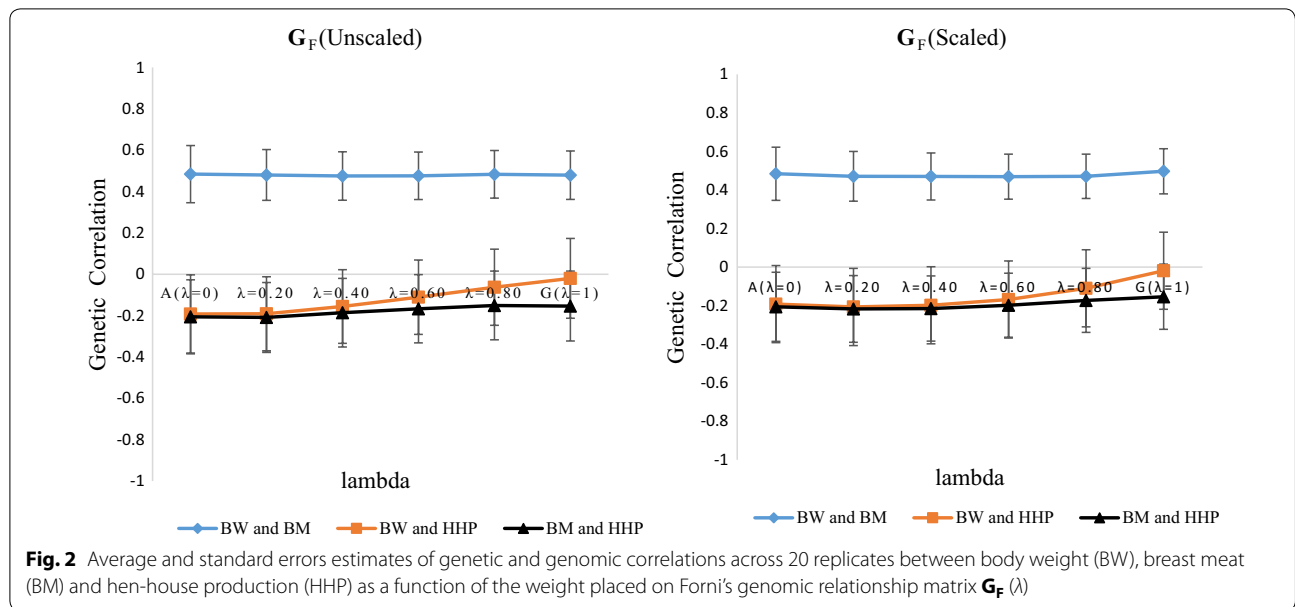 G_F(Unscaled)
1
0.8
0.6
0.4
0.2
0
-0.2
-0.4
-0.6
-0.8
-1
Genetic Correlation
A(λ=0) λ=0.20 λ=0.40 λ=0.60 λ=0.80 G(λ=1)
lambda
BW and BM BW and HHP BM and HHP
G_F(Scaled)
1
0.8
0.6
0.4
0.2
0
-0.2
-0.4
-0.6
-0.8
-1
Genetic Correlation
A(λ=0) λ=0.20 λ=0.40 λ=0.60 λ=0.80 G(λ=1)
lambda
BW and BM BW and HHP BM and HHP
Fig. 2 Average and standard errors estimates of genetic and genomic correlations across 20 replicates between body weight (BW), breast meat
(BM) and hen-house production (HHP) as a function of the weight placed on Forni’s genomic relationship matrix G_F (λ)